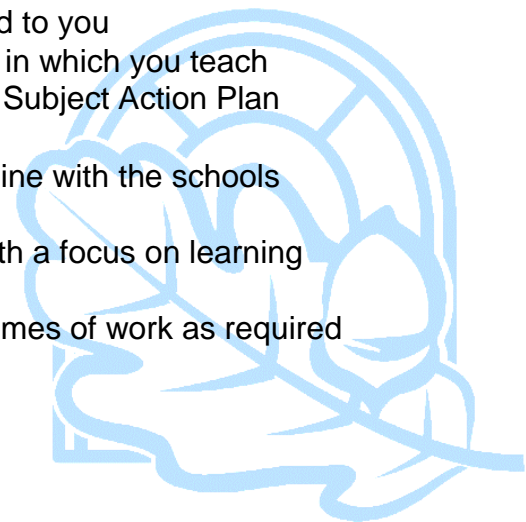 d to you
in which you teach
Subject Action Plan
ine with the schools
th a focus on learning
mes of work as required